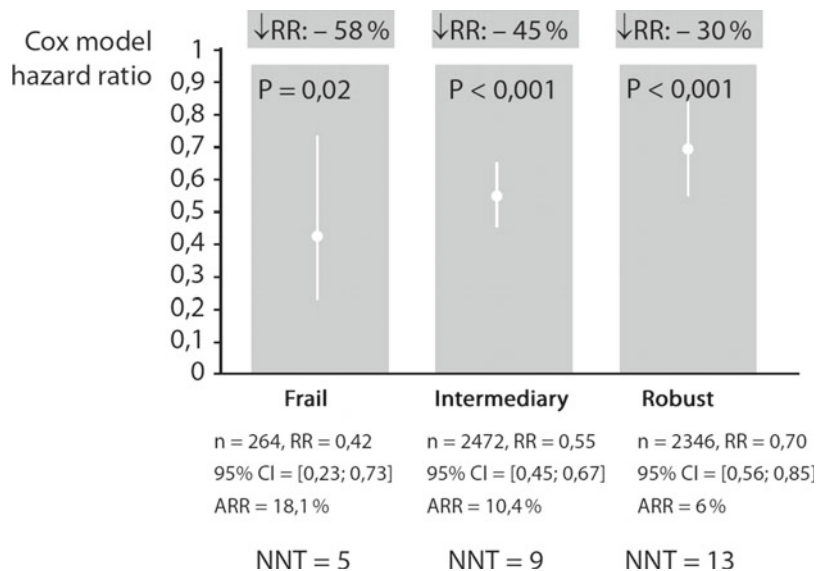 Cox model
hazard ratio
↓RR: – 58 %
↓RR: – 45 %
↓RR: – 30 %
P = 0,02
P < 0,001
P < 0,001
1
0,9
0,8
0,7
0,6
0,5
0,4
0,3
0,2
0,1
0
Frail
n = 264, RR = 0,42
95% CI = [0,23; 0,73]
ARR = 18,1 %
NNT = 5
Intermediary
n = 2472, RR = 0,55
95% CI = [0,45; 0,67]
ARR = 10,4 %
NNT = 9
Robust
n = 2346, RR = 0,70
95% CI = [0,56; 0,85]
ARR = 6 %
NNT = 13